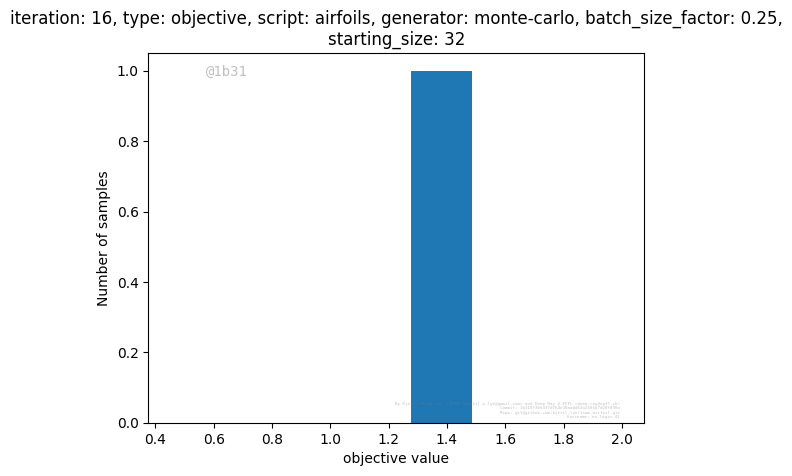 iteration: 16, type: objective, script: airfoils, generator: monte-carlo, batch_size_factor: 0.25,
starting_size: 32
@1b31
1.0
0.8
0.6
0.4
0.2
0.0
Number of samples
0.4 0.6 0.8 1.0 1.2 1.4 1.6 1.8 2.0
objective value